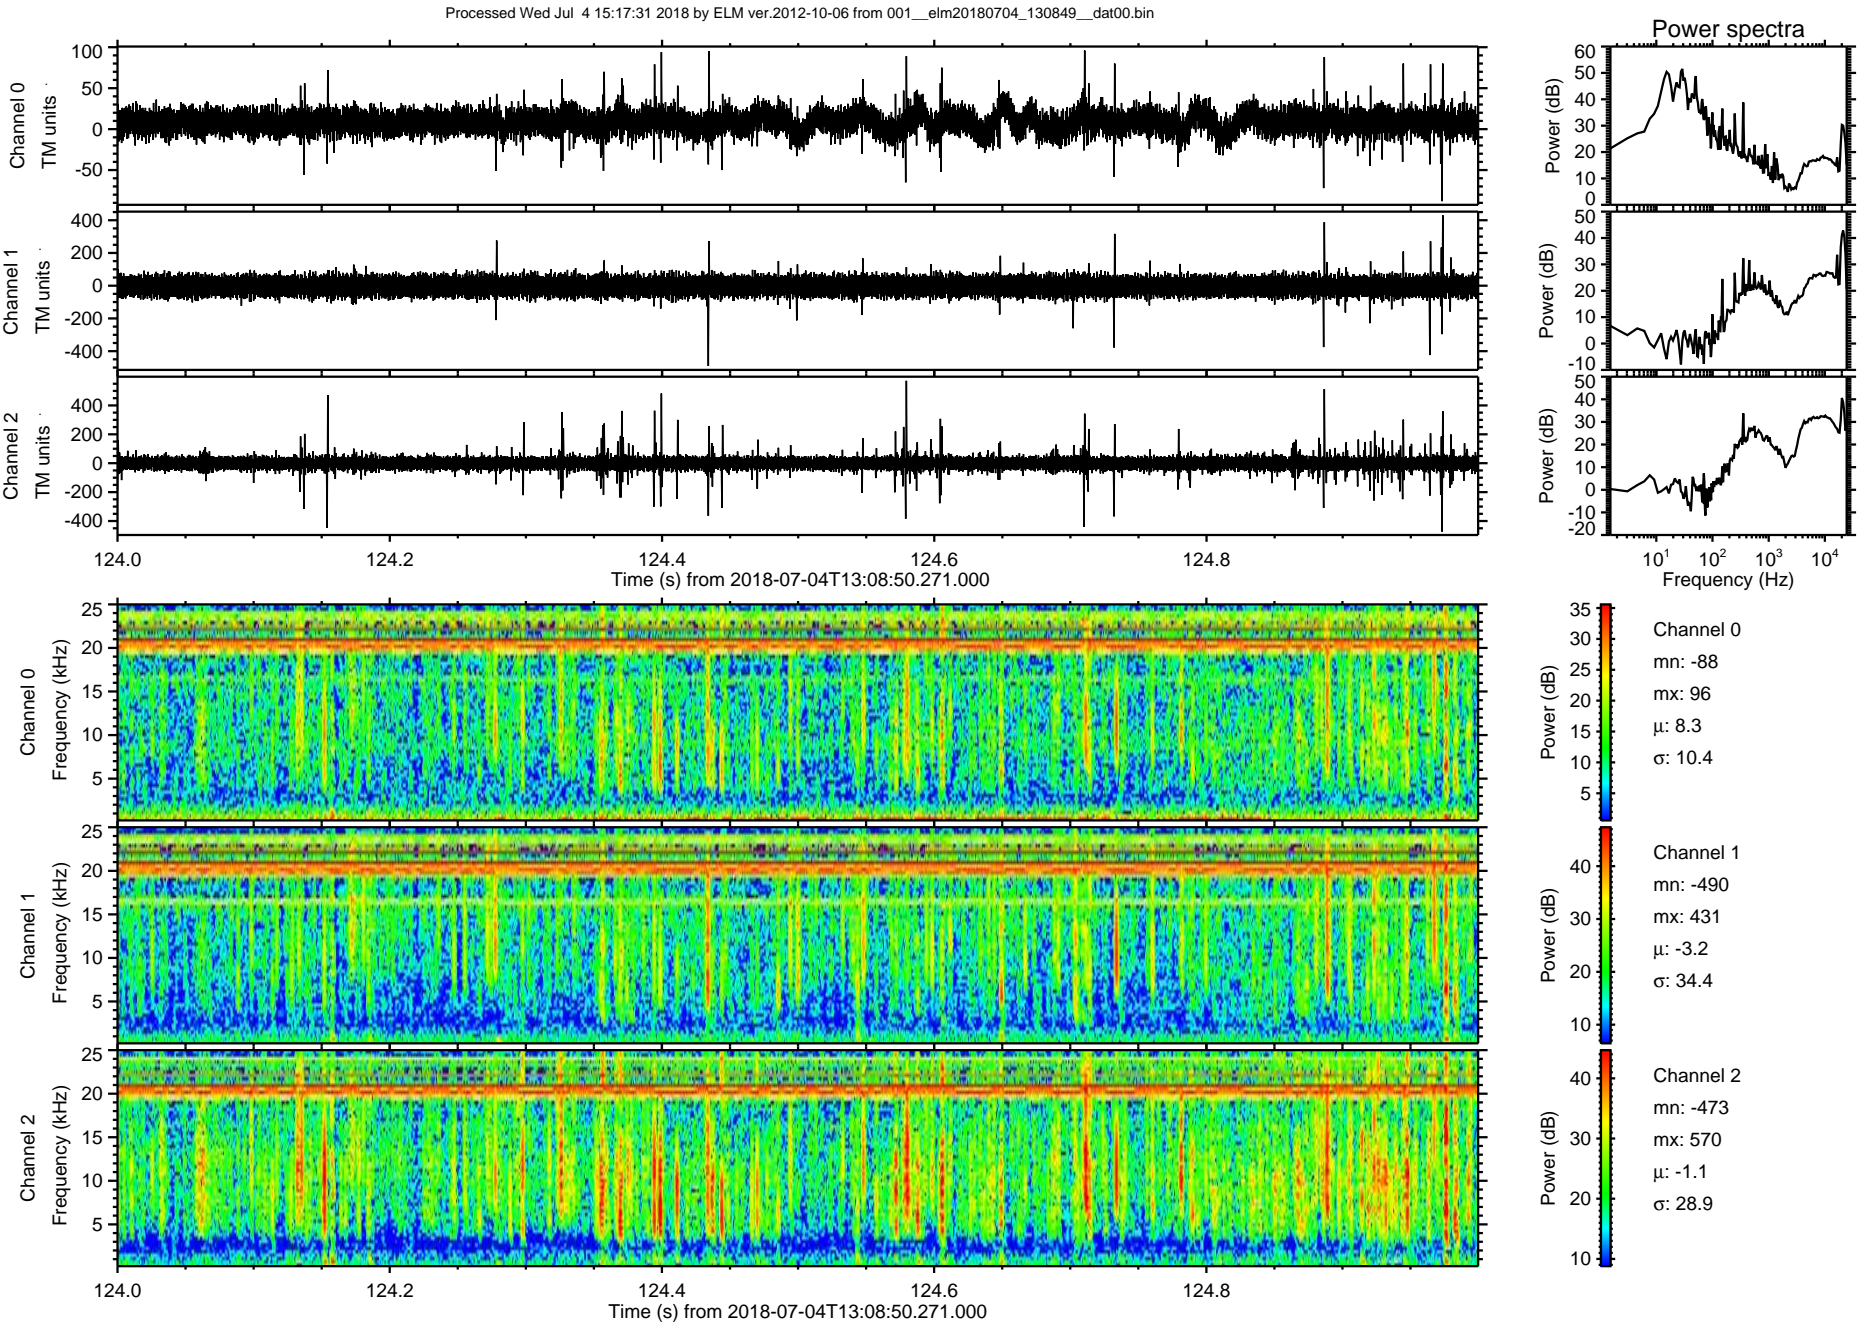 Processed Wed Jul  4 15:17:31 2018 by ELM ver.2012-10-06 from 001__elm20180704_130849__dat00.bin
Power spectra
Channel 0
TM units
100
50
0
-50
Power (dB)
60
50
40
30
20
10
0
Channel 1
TM units
400
200
0
-200
-400
Power (dB)
50
40
30
20
10
0
-10
Channel 2
TM units
400
200
0
-200
-400
Power (dB)
50
40
30
20
10
0
-10
-20
124.0 124.2 124.4 124.6 124.8
Time (s) from 2018-07-04T13:08:50.271.000
10^1 10^2 10^3 10^4
Frequency (Hz)
Channel 0
Frequency (kHz)
25
20
15
10
5
Power (dB)
35
30
25
20
15
10
5
Channel 0
mn: -88
mx: 96
μ: 8.3
σ: 10.4
Channel 1
Frequency (kHz)
25
20
15
10
5
Power (dB)
40
30
20
10
Channel 1
mn: -490
mx: 431
μ: -3.2
σ: 34.4
Channel 2
Frequency (kHz)
25
20
15
10
5
Power (dB)
40
30
20
10
Channel 2
mn: -473
mx: 570
μ: -1.1
σ: 28.9
124.0 124.2 124.4 124.6 124.8
Time (s) from 2018-07-04T13:08:50.271.000